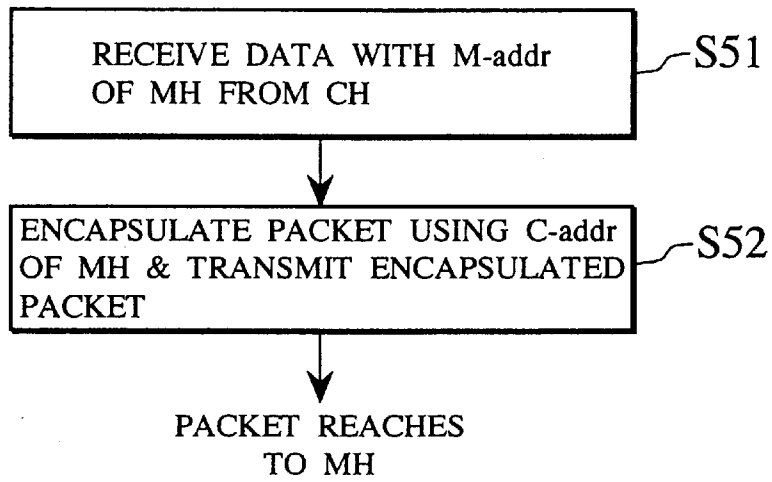 RECEIVE DATA WITH M-addr
OF MH FROM CH
S51
ENCAPSULATE PACKET USING C-addr
OF MH & TRANSMIT ENCAPSULATED
PACKET
S52
PACKET REACHES
TO MH